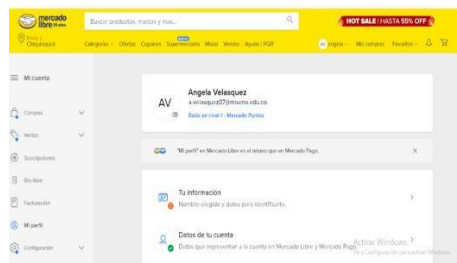 mercado libre
Buscar productos, marcas y más...
HOT SALE | HASTA 55% OFF
Envía a
Chiquinquirá
Categorías Ofertas Cupones Supermercado Moda Vender Ayuda / PQR
angela Mis compras Favoritos
Mi cuenta
Compras
Ventas
Suscripciones
Facturación
Mi perfil
Configuración
AV
Angela Velasquez
Estás en nivel 1 - Mercado Puntos
"Mi perfil" en Mercado Libre es el mismo que en Mercado Pago.
Tu información
Nombre elegido y datos para identificarte.
Datos de tu cuenta
Datos que representan a la cuenta en Mercado Libre y Mercado Pago.
Activar Windows
Ve a Configuración para activar Windows.